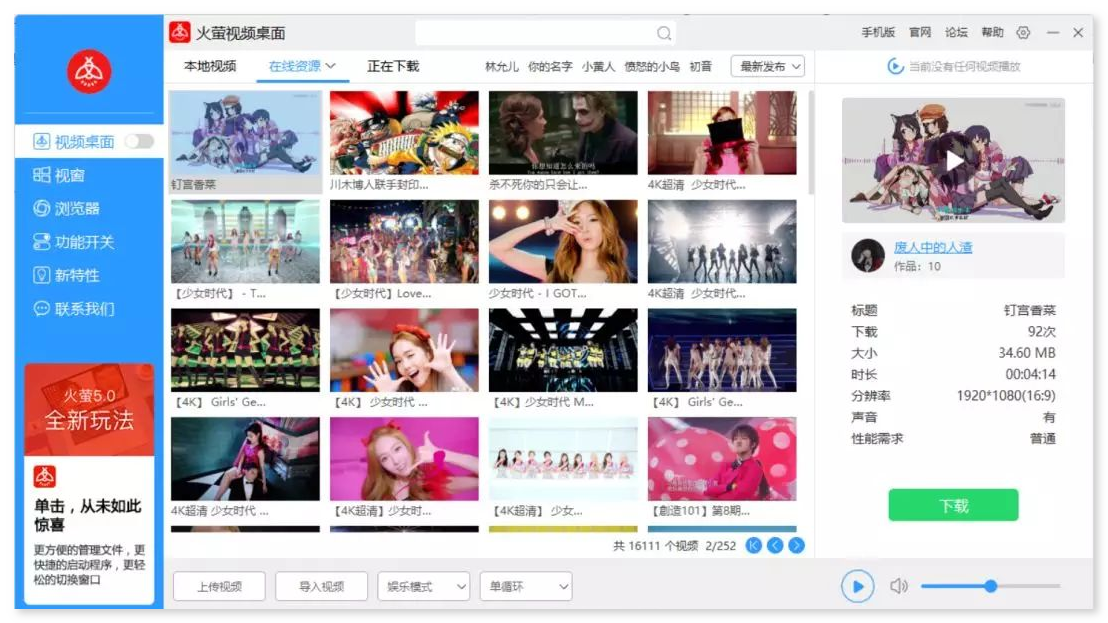 火萤视频桌面
手机版 官网 论坛 帮助
本地视频 在线资源 正在下载
林允儿 你的名字 小黄人 愤怒的小鸟 初音
最新发布
当前没有任何视频播放
视频桌面
视窗
浏览器
功能开关
新特性
联系我们
火萤5.0
全新玩法
单击，从未如此
惊喜
更方便的管理文件，更
快捷的启动程序，更轻
松的切换窗口
钉宫香菜
川木博人联手封印...
杀不死你的只会让...
4K超清 少女时代...
【少女时代】 - T...
【少女时代】Love...
少女时代 - I GOT...
4K超清 少女时代...
【4K】 Girls' Ge...
【4K】 少女时代 ...
【4K】少女时代 M...
【4K】 Girls' Ge...
4K超清 少女时代 ...
【4K超清】 少女时...
【4K超清】 少女...
【創造101】第8期...
共 16111 个视频 2/252
废人中的人渣
作品：10
标题 钉宫香菜
下载 92次
大小 34.60 MB
时长 00:04:14
分辨率 1920*1080(16:9)
声音 有
性能需求 普通
下载
上传视频 导入视频 娱乐模式 单循环